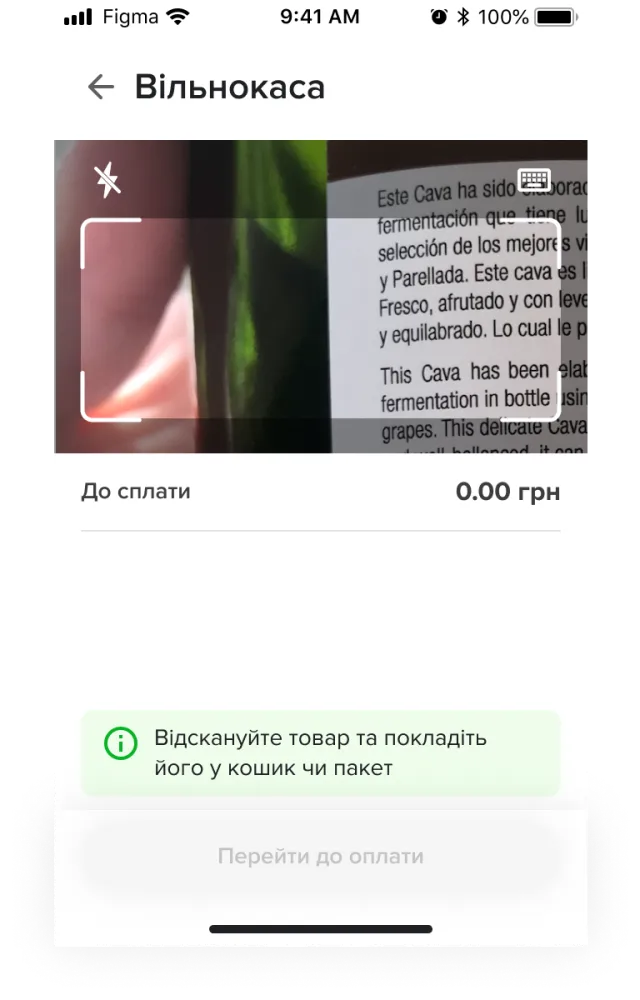 Figma 9:41 AM 100%
Вільнокаса
Este Cava ha sido
fermentación que tiene
selección de los mejores
y Parellada. Este cava es
Fresco, afrutado y con
y equilabrado. Lo cual le
This Cava has been
fermentation in bottle
grapes. This delicate Cava
До сплати 0.00 грн
Відскануйте товар та покладіть
його у кошик чи пакет
Перейти до оплати